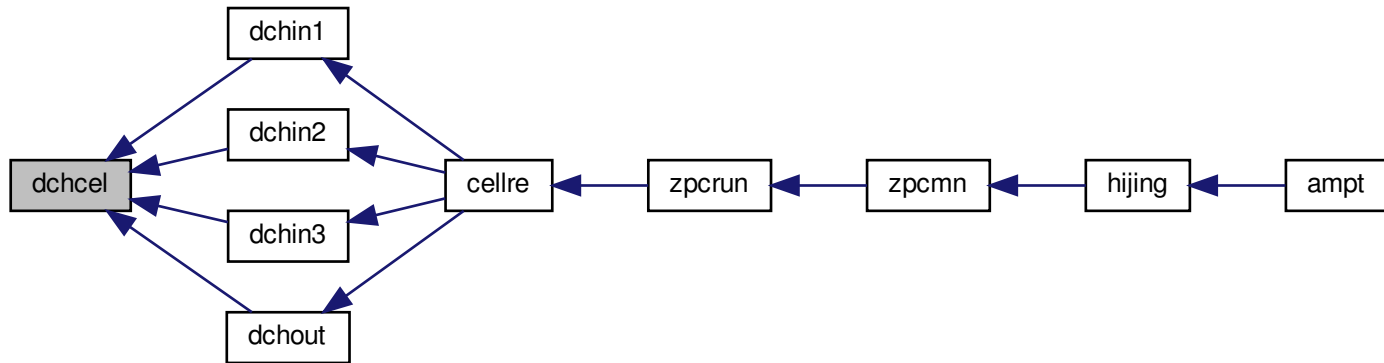 dchcel
dchin1
dchin2
dchin3
dchout
cellre
zpcrun
zpcmn
hijing
ampt